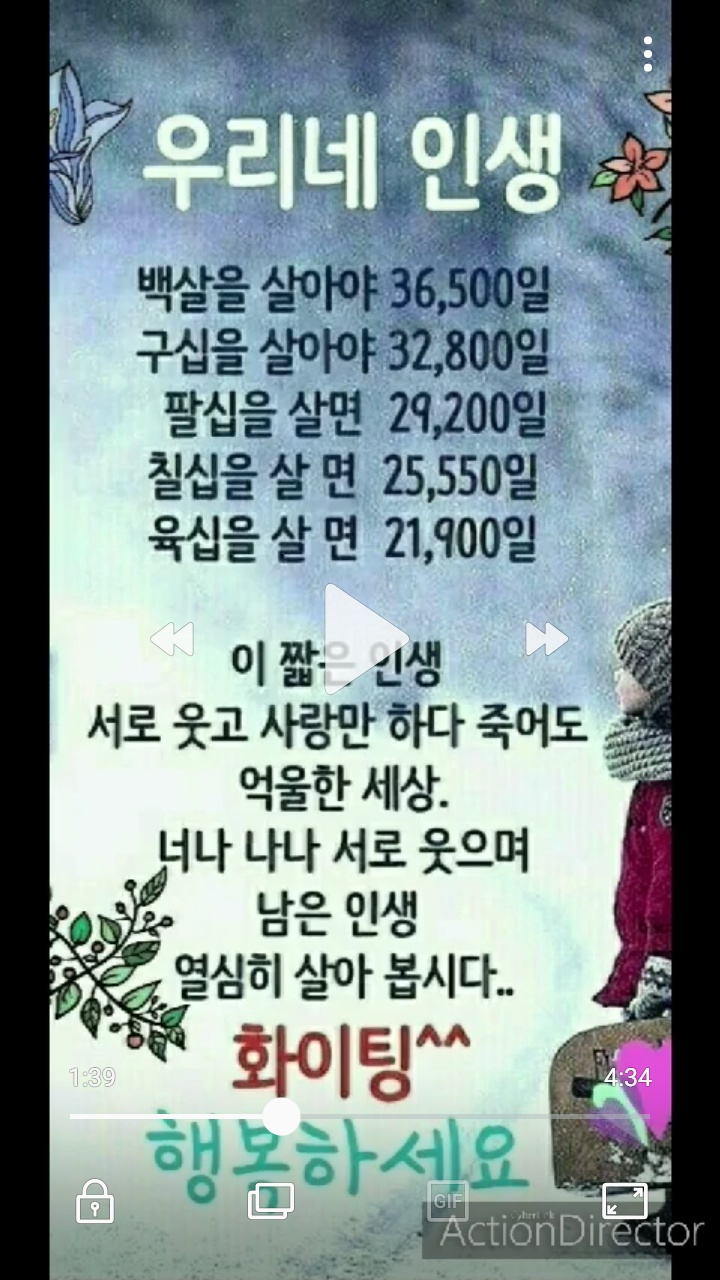 우리네 인생
백살을 살아야 36,500일
구십을 살아야 32,800일
팔십을 살면 29,200일
칠십을 살 면 25,550일
육십을 살 면 21,900일
이 짧은 인생
서로 웃고 사랑만 하다 죽어도
억울한 세상.
너나 나나 서로 웃으며
남은 인생
열심히 살아 봅시다..
화이팅^^
1:39
4:34
행복하세요
GIF
ActionDirector